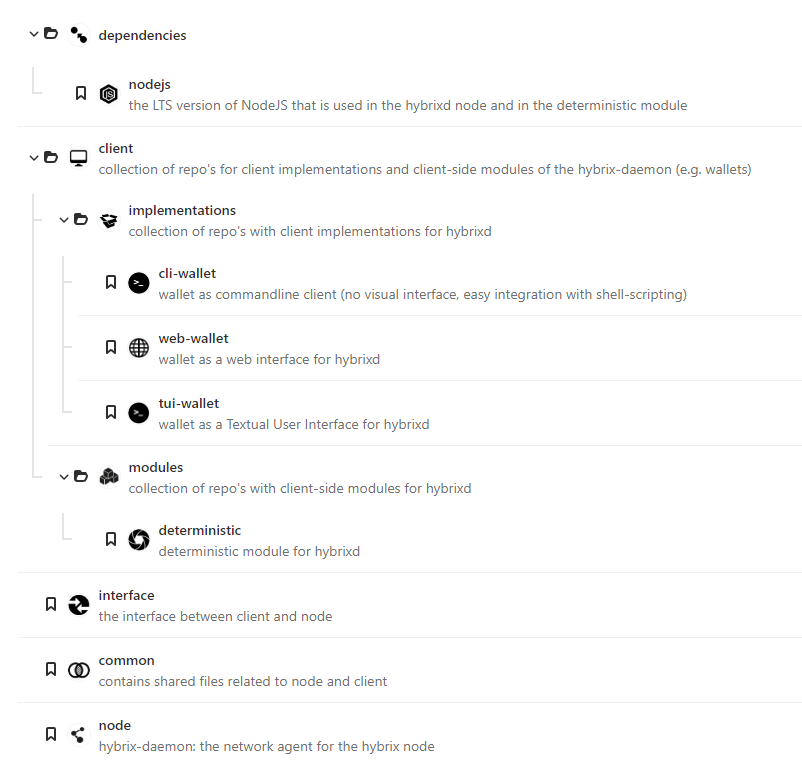 dependencies
nodejs
the LTS version of NodeJS that is used in the hybrixd node and in the deterministic module
client
collection of repo's for client implementations and client-side modules of the hybrix-daemon (e.g. wallets)
implementations
collection of repo's with client implementations for hybrixd
cli-wallet
wallet as commandline client (no visual interface, easy integration with shell-scripting)
web-wallet
wallet as a web interface for hybrixd
tui-wallet
wallet as a Textual User Interface for hybrixd
modules
collection of repo's with client-side modules for hybrixd
deterministic
deterministic module for hybrixd
interface
the interface between client and node
common
contains shared files related to node and client
node
hybrix-daemon: the network agent for the hybrix node